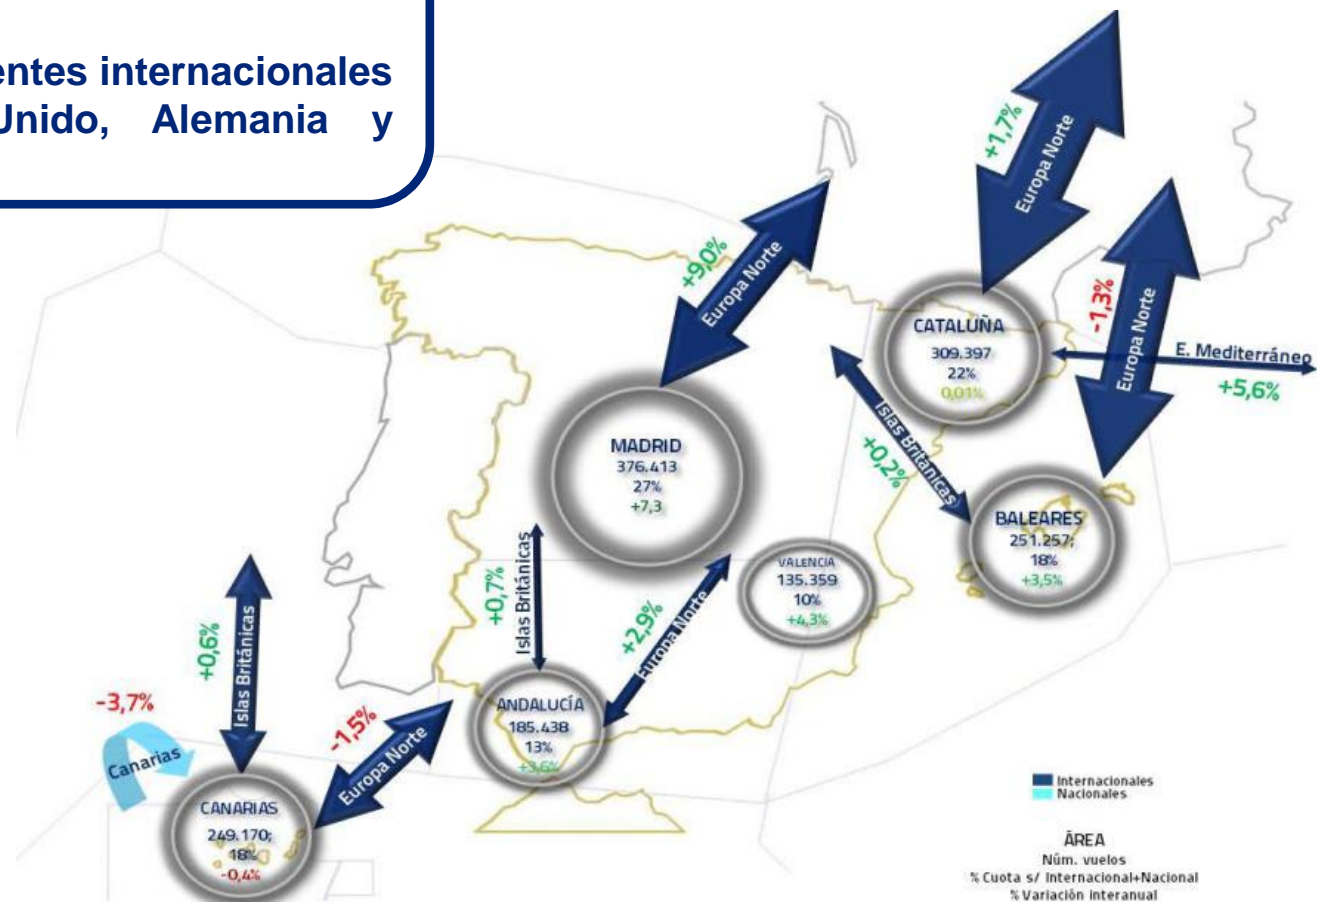 entes internacionales
Unido, Alemania y
+1,7%
Europa Norte
+9,0%
Europa Norte
-1,3%
Europa Norte
CATALUÑA
309.397
22%
0,01%
E. Mediterráneo
+5,6%
MADRID
376.413
27%
+7,3
Islas Británicas
+0,2%
BALEARES
251.257;
18%
+3,5%
VALENCIA
135.359
10%
+4,3%
+0,7%
Islas Británicas
+2,9%
Europa Norte
+0,6%
Islas Británicas
-3,7%
Canarias
-1,5%
Europa Norte
ANDALUCÍA
185.438
13%
+3,6%
CANARIAS
249.170;
18%
-0,4%
Internacionales
Nacionales
ÁREA
Núm. vuelos
% Cuota s/ Internacional+Nacional
% Variación interanual